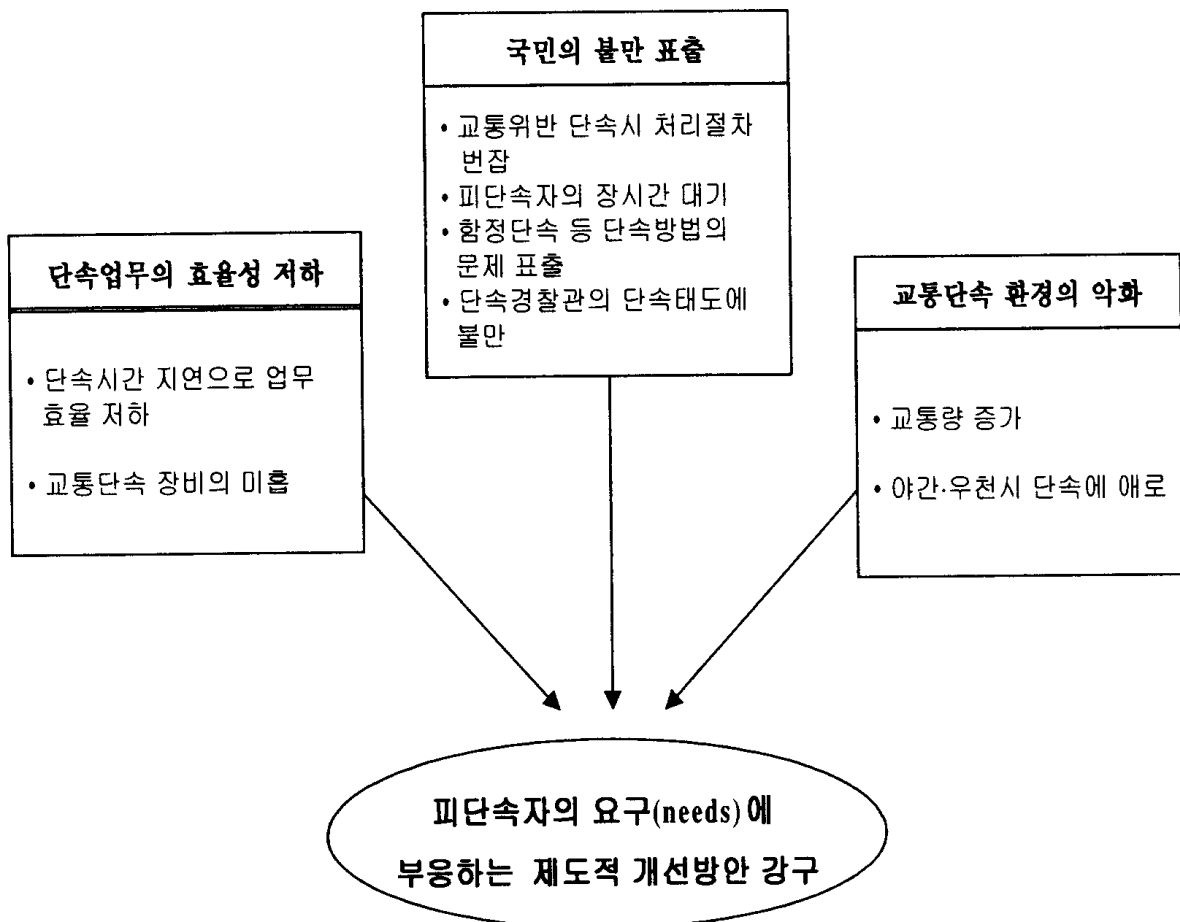 국민의 불만 표출
• 교통위반 단속시 처리절차
번잡
• 피단속자의 장시간 대기
• 함정단속 등 단속방법의
문제 표출
• 단속경찰관의 단속태도에
불만
단속업무의 효율성 저하
• 단속시간 지연으로 업무
효율 저하
• 교통단속 장비의 미흡
교통단속 환경의 악화
• 교통량 증가
• 야간·우천시 단속에 애로
피단속자의 요구(needs)에
부응하는 제도적 개선방안 강구